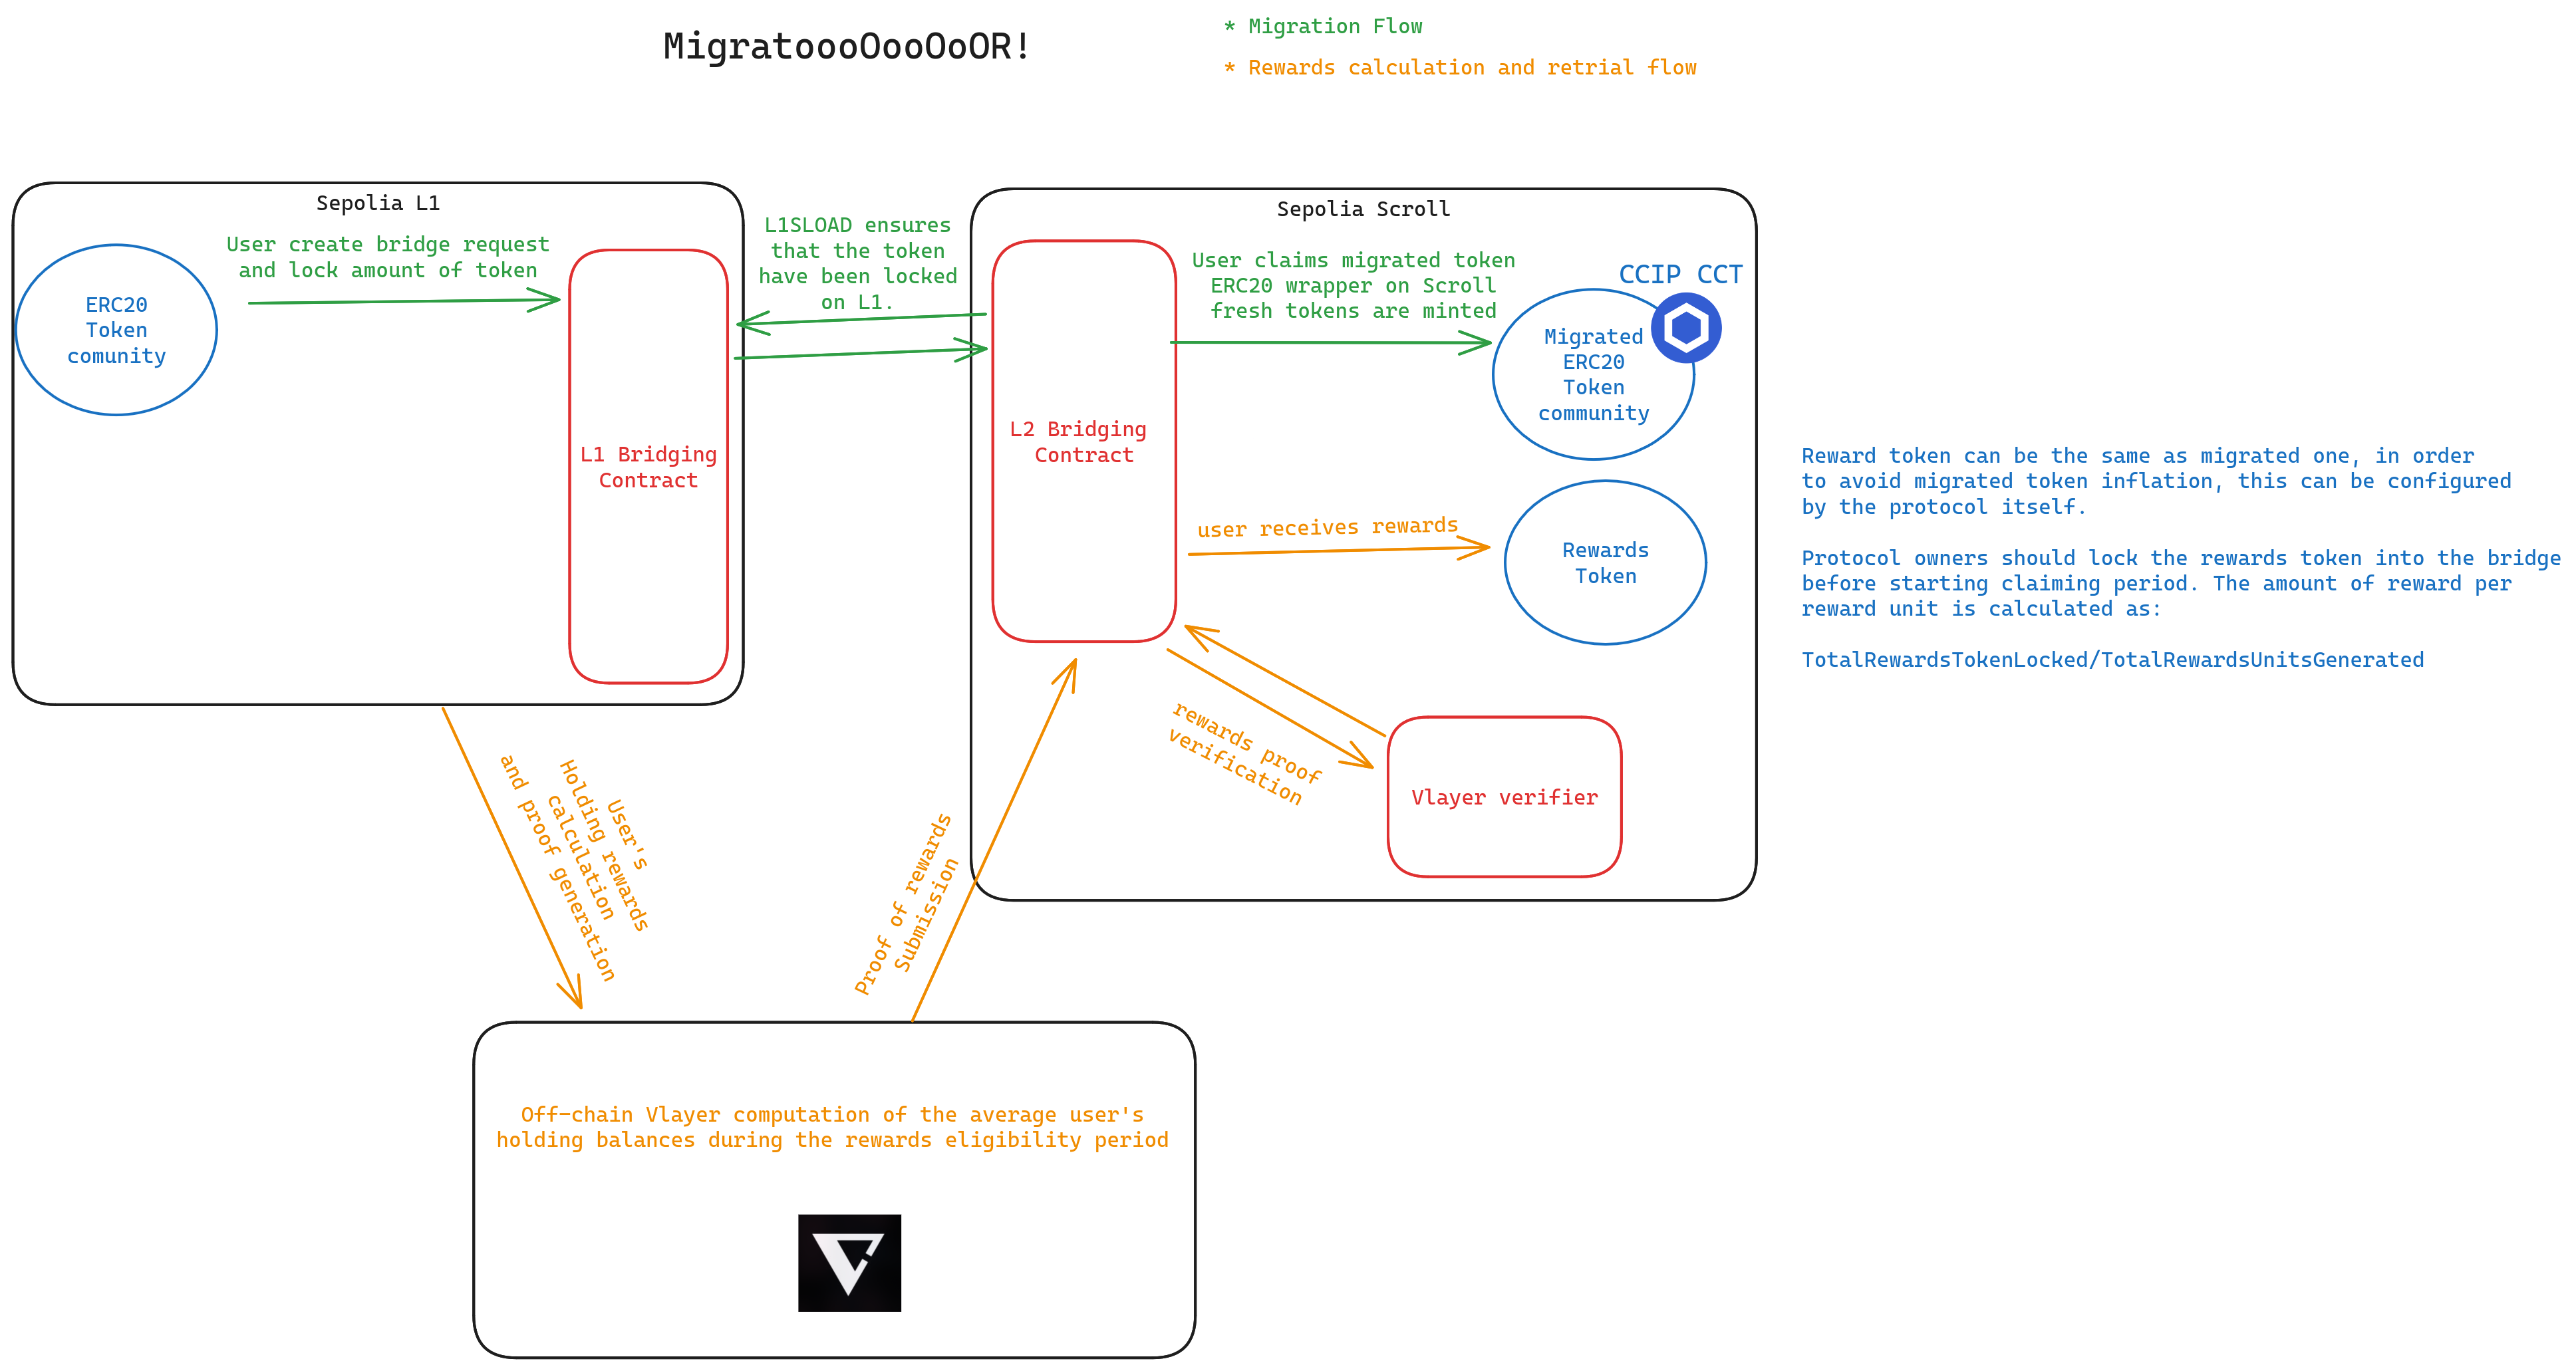 MigratoooOooOoOR!
* Migration Flow
* Rewards calculation and retrial flow
Sepolia L1
User create bridge request
and lock amount of token
ERC20
Token
comunity
L1 Bridging
Contract
L1SLOAD ensures
that the token
have been locked
on L1.
Sepolia Scroll
L2 Bridging
Contract
User claims migrated token
ERC20 wrapper on Scroll
fresh tokens are minted
CCIP CCT
Migrated
ERC20
Token
community
user receives rewards
Rewards
Token
rewards proof
verification
Vlayer verifier
Reward token can be the same as migrated one, in order
to avoid migrated token inflation, this can be configured
by the protocol itself.
Protocol owners should lock the rewards token into the bridge
before starting claiming period. The amount of reward per
reward unit is calculated as:
TotalRewardsTokenLocked/TotalRewardsUnitsGenerated
User's
Holding rewards
calculation
and proof generation
Proof of rewards
Submission
Off-chain Vlayer computation of the average user's
holding balances during the rewards eligibility period